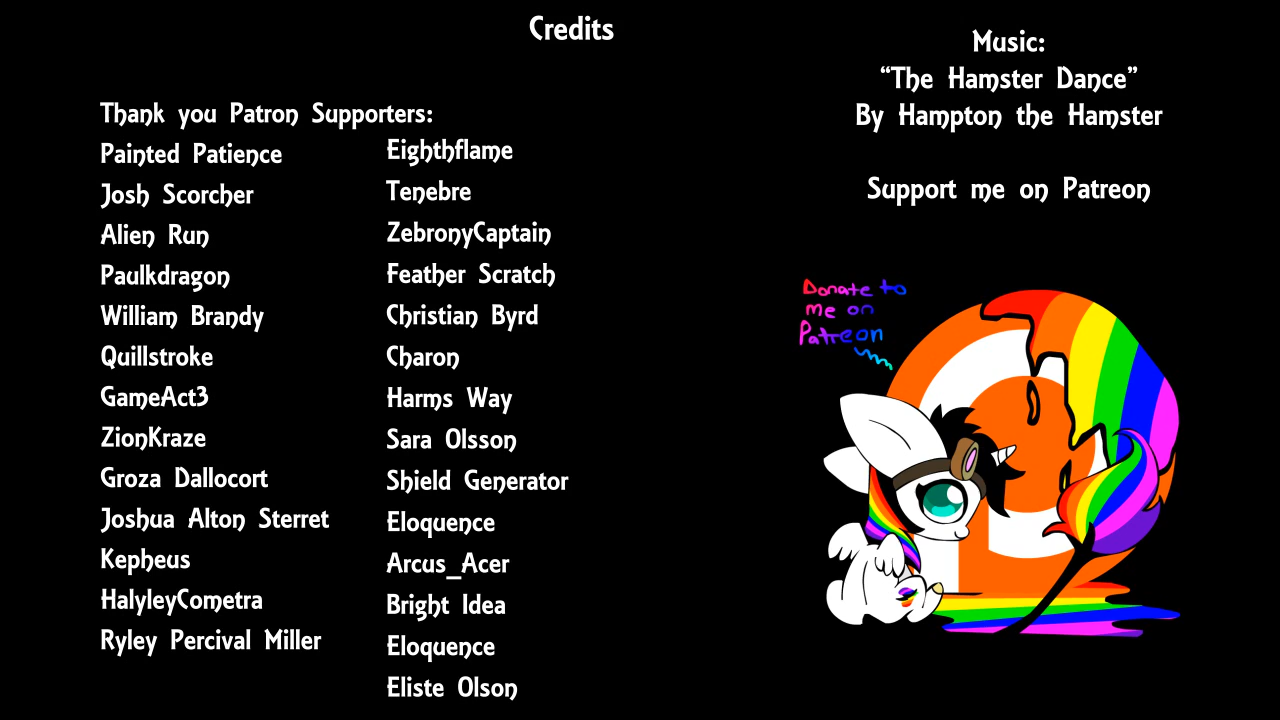 Credits
Thank you Patron Supporters:
Painted Patience
Josh Scorcher
Alien Run
Paulkdragon
William Brandy
Quillstroke
GameAct3
ZionKraze
Groza Dallocort
Joshua Alton Sterret
Kepheus
HalyleyCometra
Ryley Percival Miller
Eighthflame
Tenebre
ZebronyCaptain
Feather Scratch
Christian Byrd
Charon
Harms Way
Sara Olsson
Shield Generator
Eloquence
Arcus_Acer
Bright Idea
Eloquence
Eliste Olson
Music:
“The Hamster Dance”
By Hampton the Hamster
Support me on Patreon
Donate to
me on
Patreon